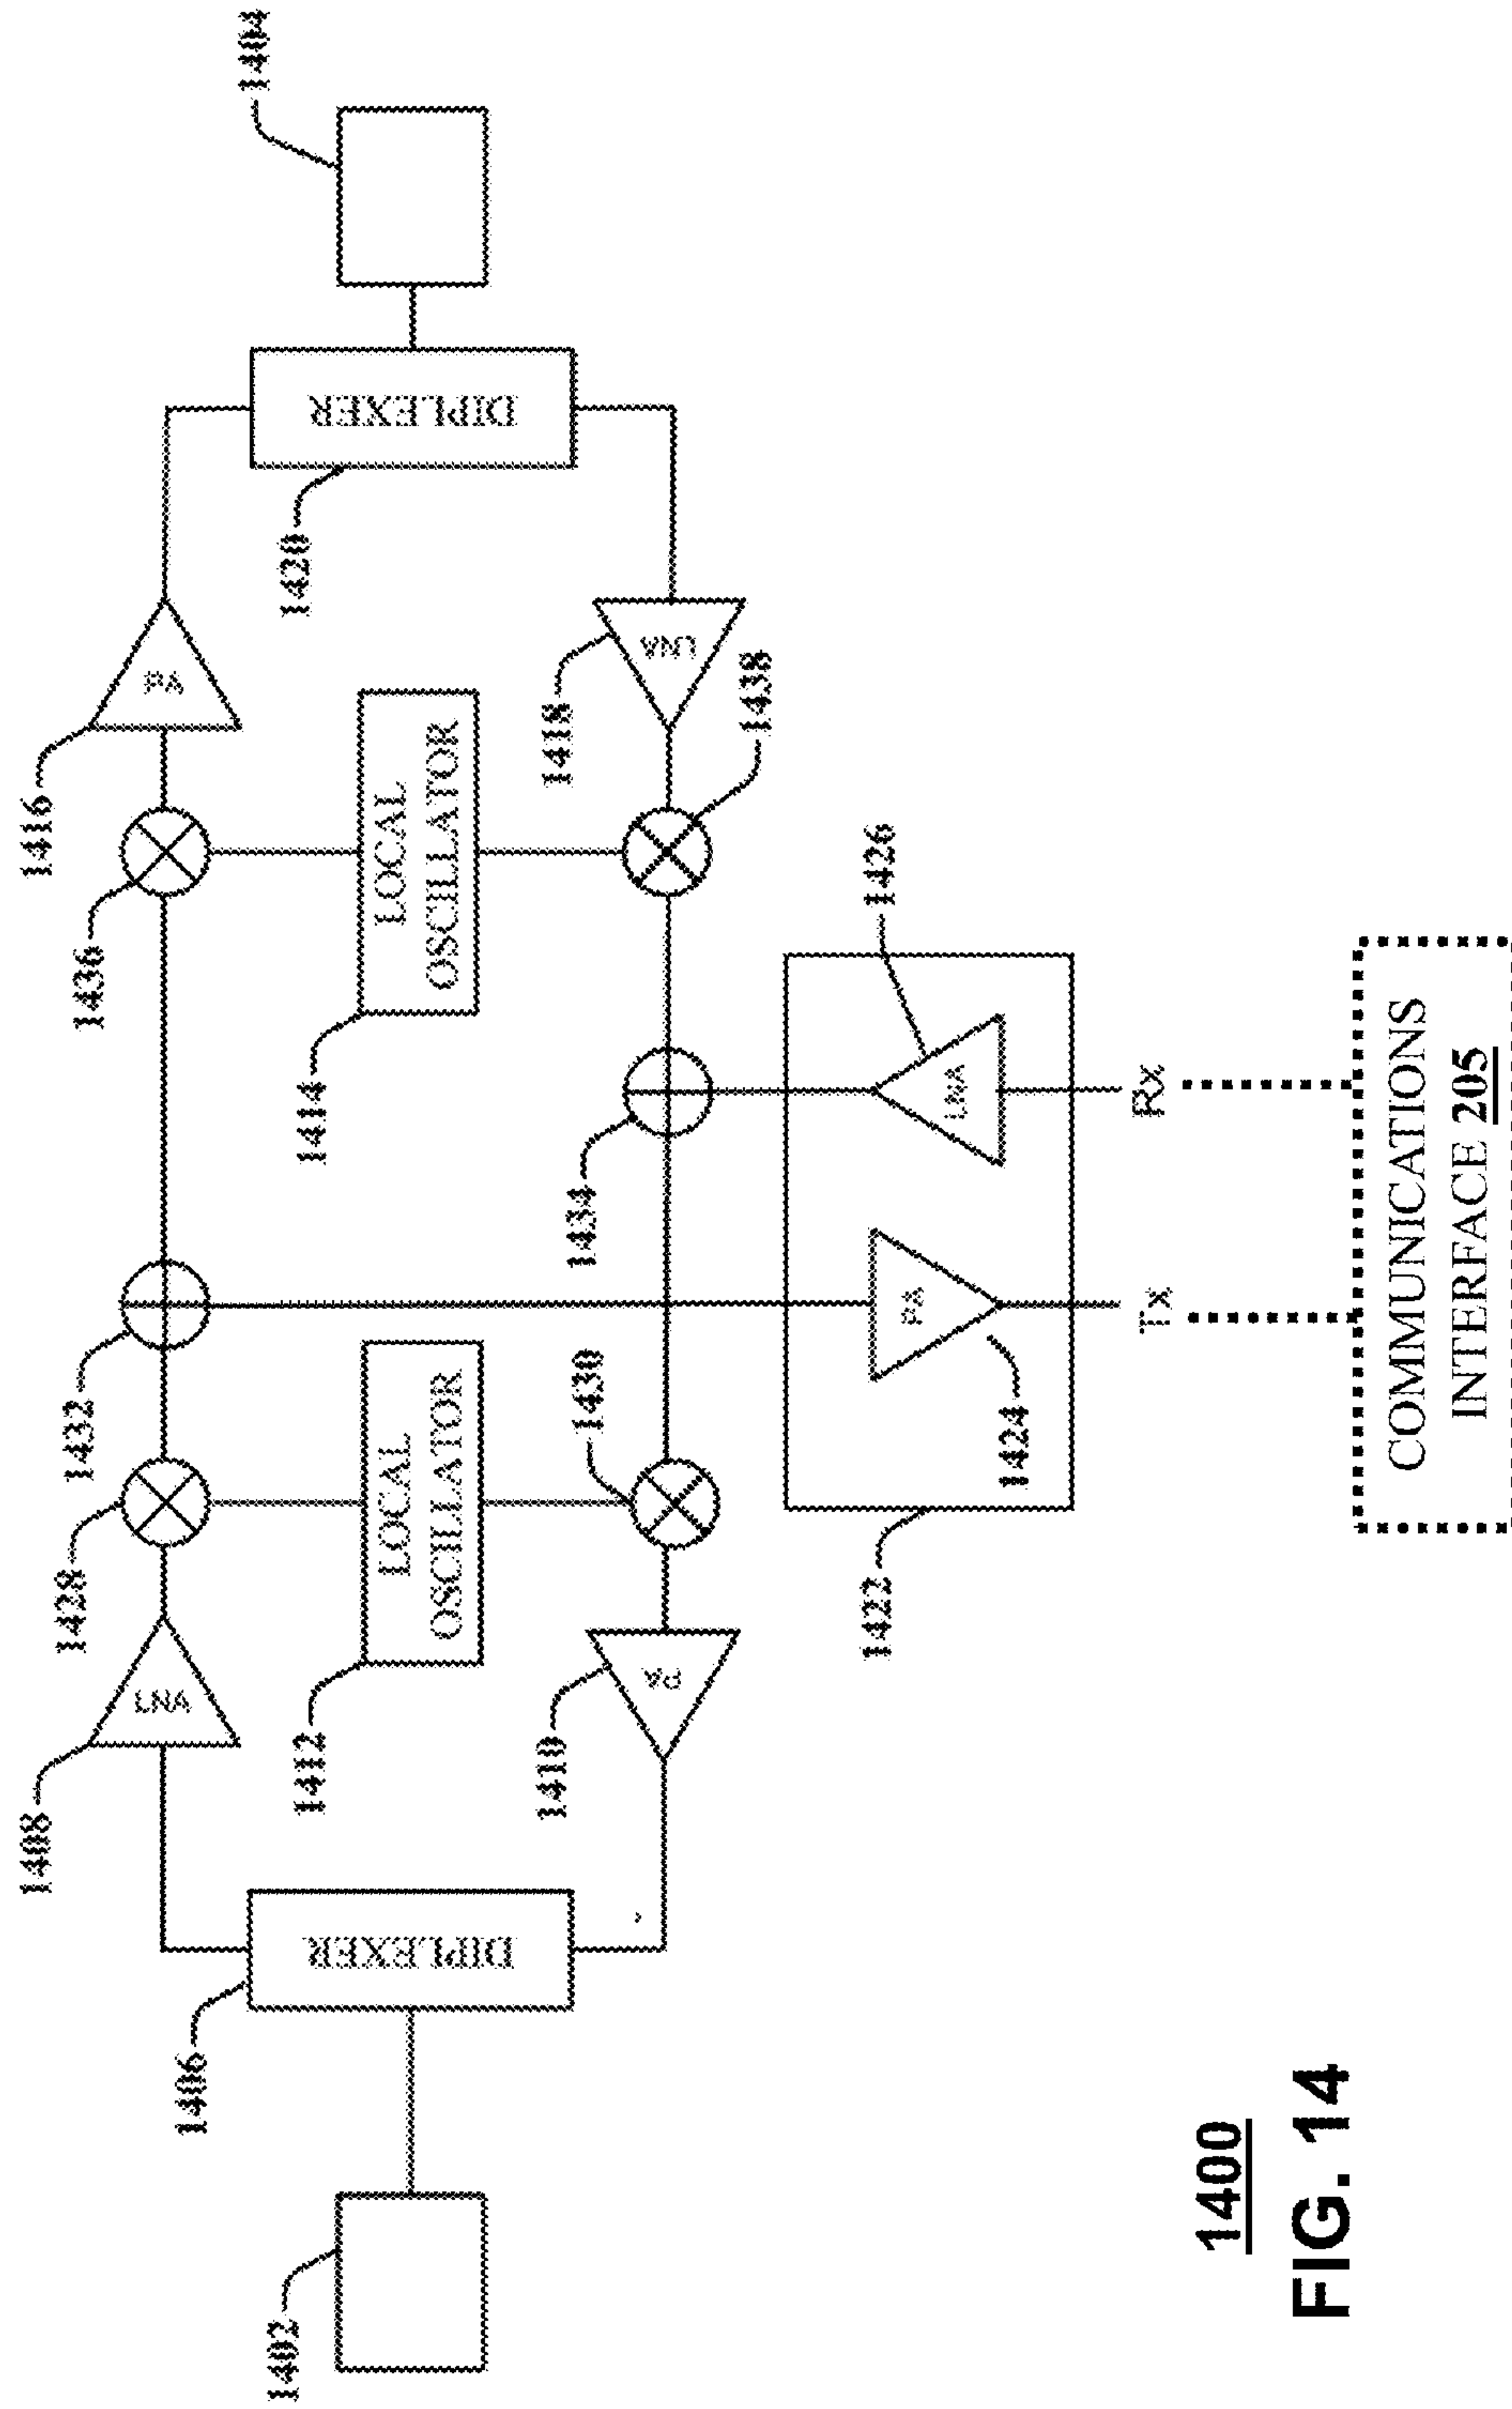 1404
1420
DIPLEXER
1416
PA
1418
LNA
1438
1436
1414
LOCAL
OSCILLATOR
1434
1426
LNA
Rx
1432
1428
1412
LOCAL
OSCILLATOR
1430
1422
PA
1424
Tx
COMMUNICATIONS
INTERFACE 205
1408
LNA
1410
PA
1406
DIPLEXER
1402
1400
FIG. 14